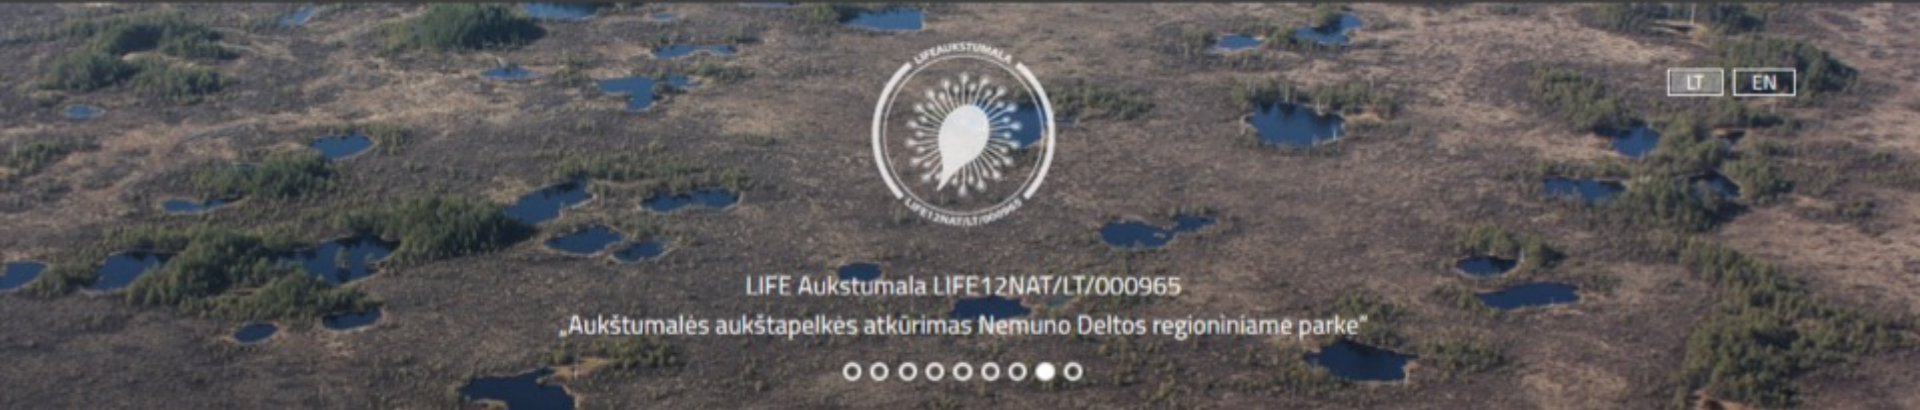 LIFEAUKSTUMALA
LT EN
LIFE12NAT/LT/000965
LIFE Aukstumala LIFE12NAT/LT/000965
„Aukštumalės aukštapelkės atkūrimas Nemuno Deltos regioniniame parke“